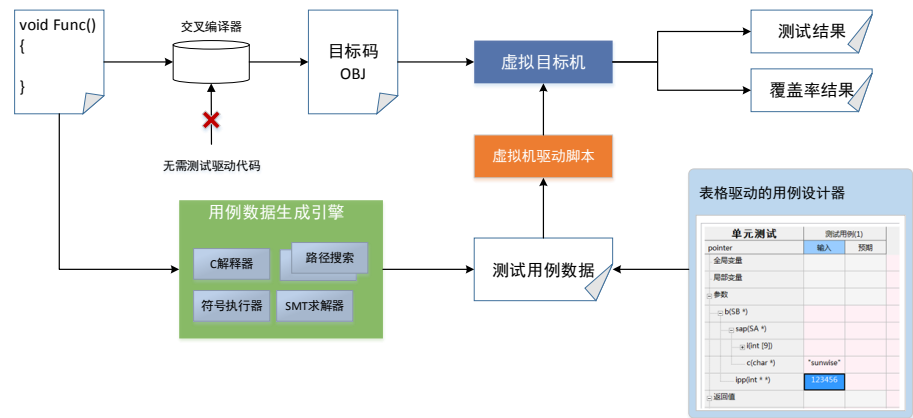 void Func()
{
}
交叉编译器
目标码
OBJ
虚拟目标机
测试结果
覆盖率结果
无需测试驱动代码
虚拟机驱动脚本
用例数据生成引擎
C解释器
路径搜索
符号执行器
SMT求解器
测试用例数据
表格驱动的用例设计器
单元测试 测试用例(1)
pointer 输入 预期
全局变量
局部变量
参数
b(SB *)
sap(SA *)
i(int [9])
c(char *) "sunwise"
ipp(int * *) 123456
返回值